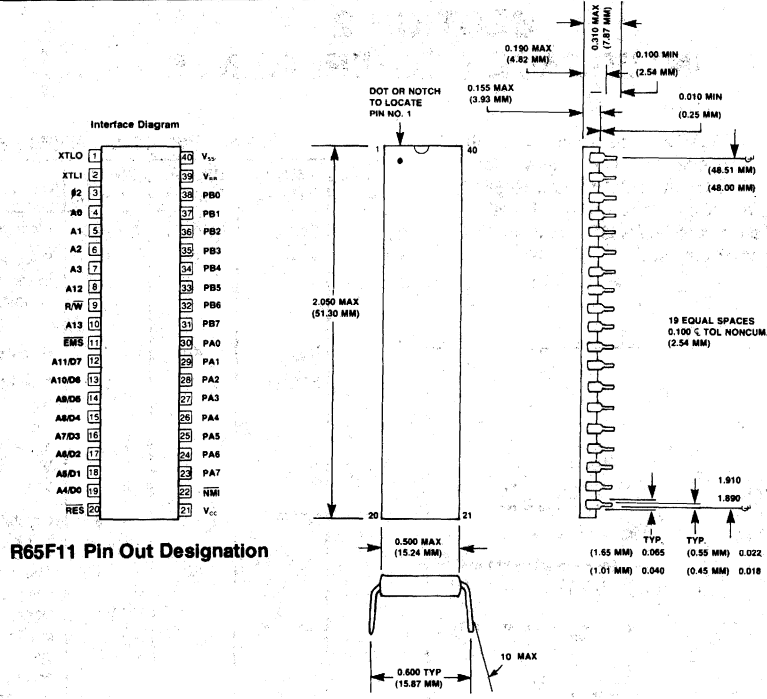 Interface Diagram
XTLO 1
XTLI 2
φ2 3
A0 4
A1 5
A2 6
A3 7
A12 8
R/W̅ 9
A13 10
E̅M̅S̅ 11
A11/D7 12
A10/D6 13
A9/D5 14
A8/D4 15
A7/D3 16
A6/D2 17
A5/D1 18
A4/D0 19
R̅E̅S̅ 20
40 Vss
39
38 PB0
37 PB1
36 PB2
35 PB3
34 PB4
33 PB5
32 PB6
31 PB7
30 PA0
29 PA1
28 PA2
27 PA3
26 PA4
25 PA5
24 PA6
23 PA7
22 N̅M̅I̅
21 Vcc
R65F11 Pin Out Designation
DOT OR NOTCH
TO LOCATE
PIN NO. 1
1
40
2.050 MAX
(51.30 MM)
20
21
0.500 MAX
(15.24 MM)
0.600 TYP
(15.87 MM)
10 MAX
0.310 MAX
(7.87 MM)
0.190 MAX
(4.82 MM)
0.100 MIN
(2.54 MM)
0.155 MAX
(3.93 MM)
0.010 MIN
(0.25 MM)
(48.51 MM)
(48.00 MM)
19 EQUAL SPACES
0.100 ℄ TOL NONCUM.
(2.54 MM)
1.910
1.890
TYP. TYP.
(1.65 MM) 0.065 (0.55 MM) 0.022
(1.01 MM) 0.040 (0.45 MM) 0.018